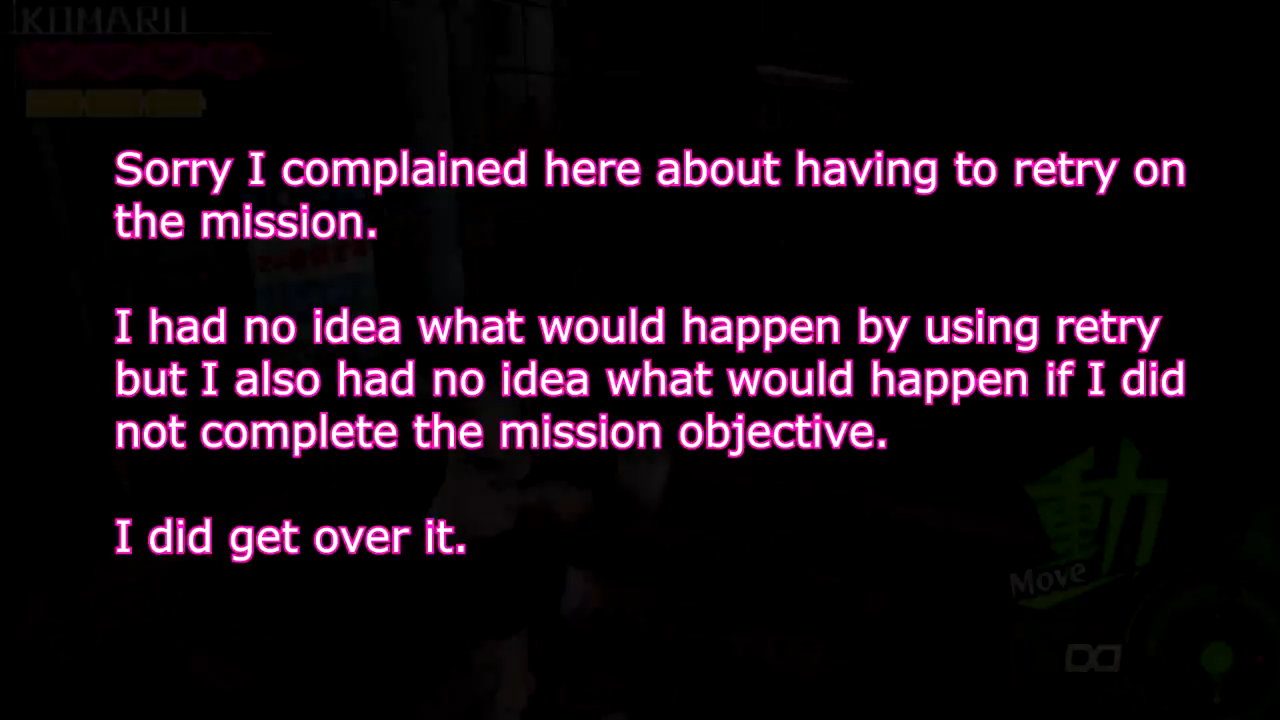 KOMARU
Sorry I complained here about having to retry on
the mission.
I had no idea what would happen by using retry
but I also had no idea what would happen if I did
not complete the mission objective.
I did get over it.
動
Move
∞